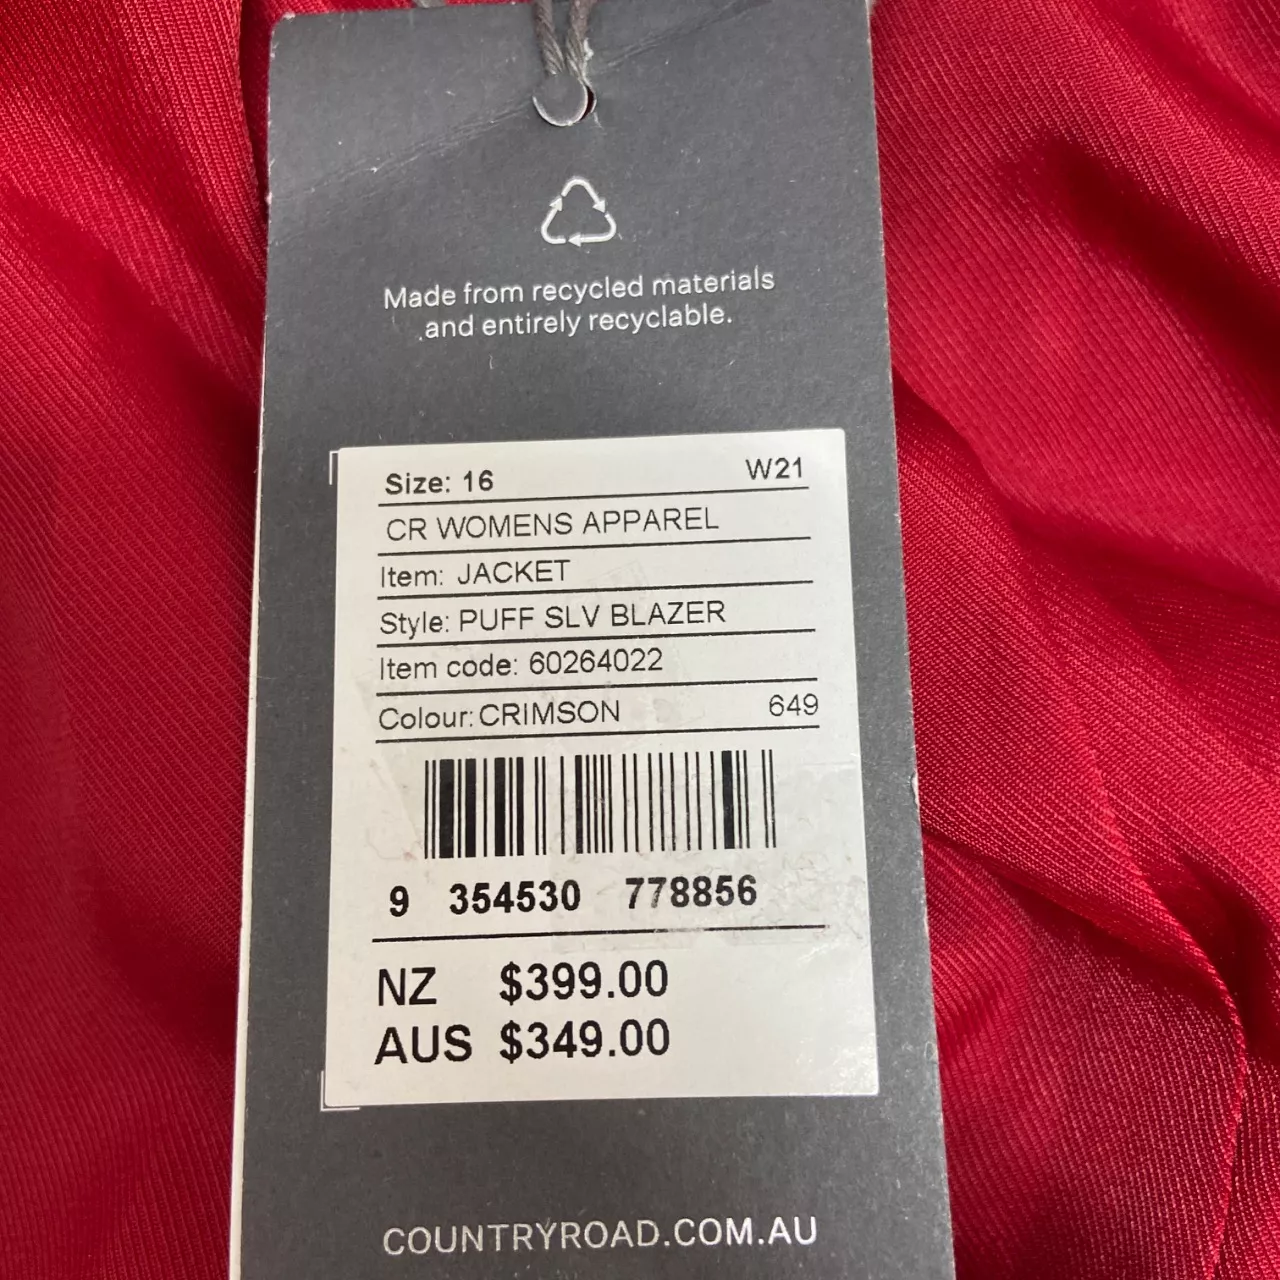 Made from recycled materials
and entirely recyclable.
Size: 16 W21
CR WOMENS APPAREL
Item: JACKET
Style: PUFF SLV BLAZER
Item code: 60264022
Colour: CRIMSON 649
9 354530 778856
NZ $399.00
AUS $349.00
COUNTRYROAD.COM.AU